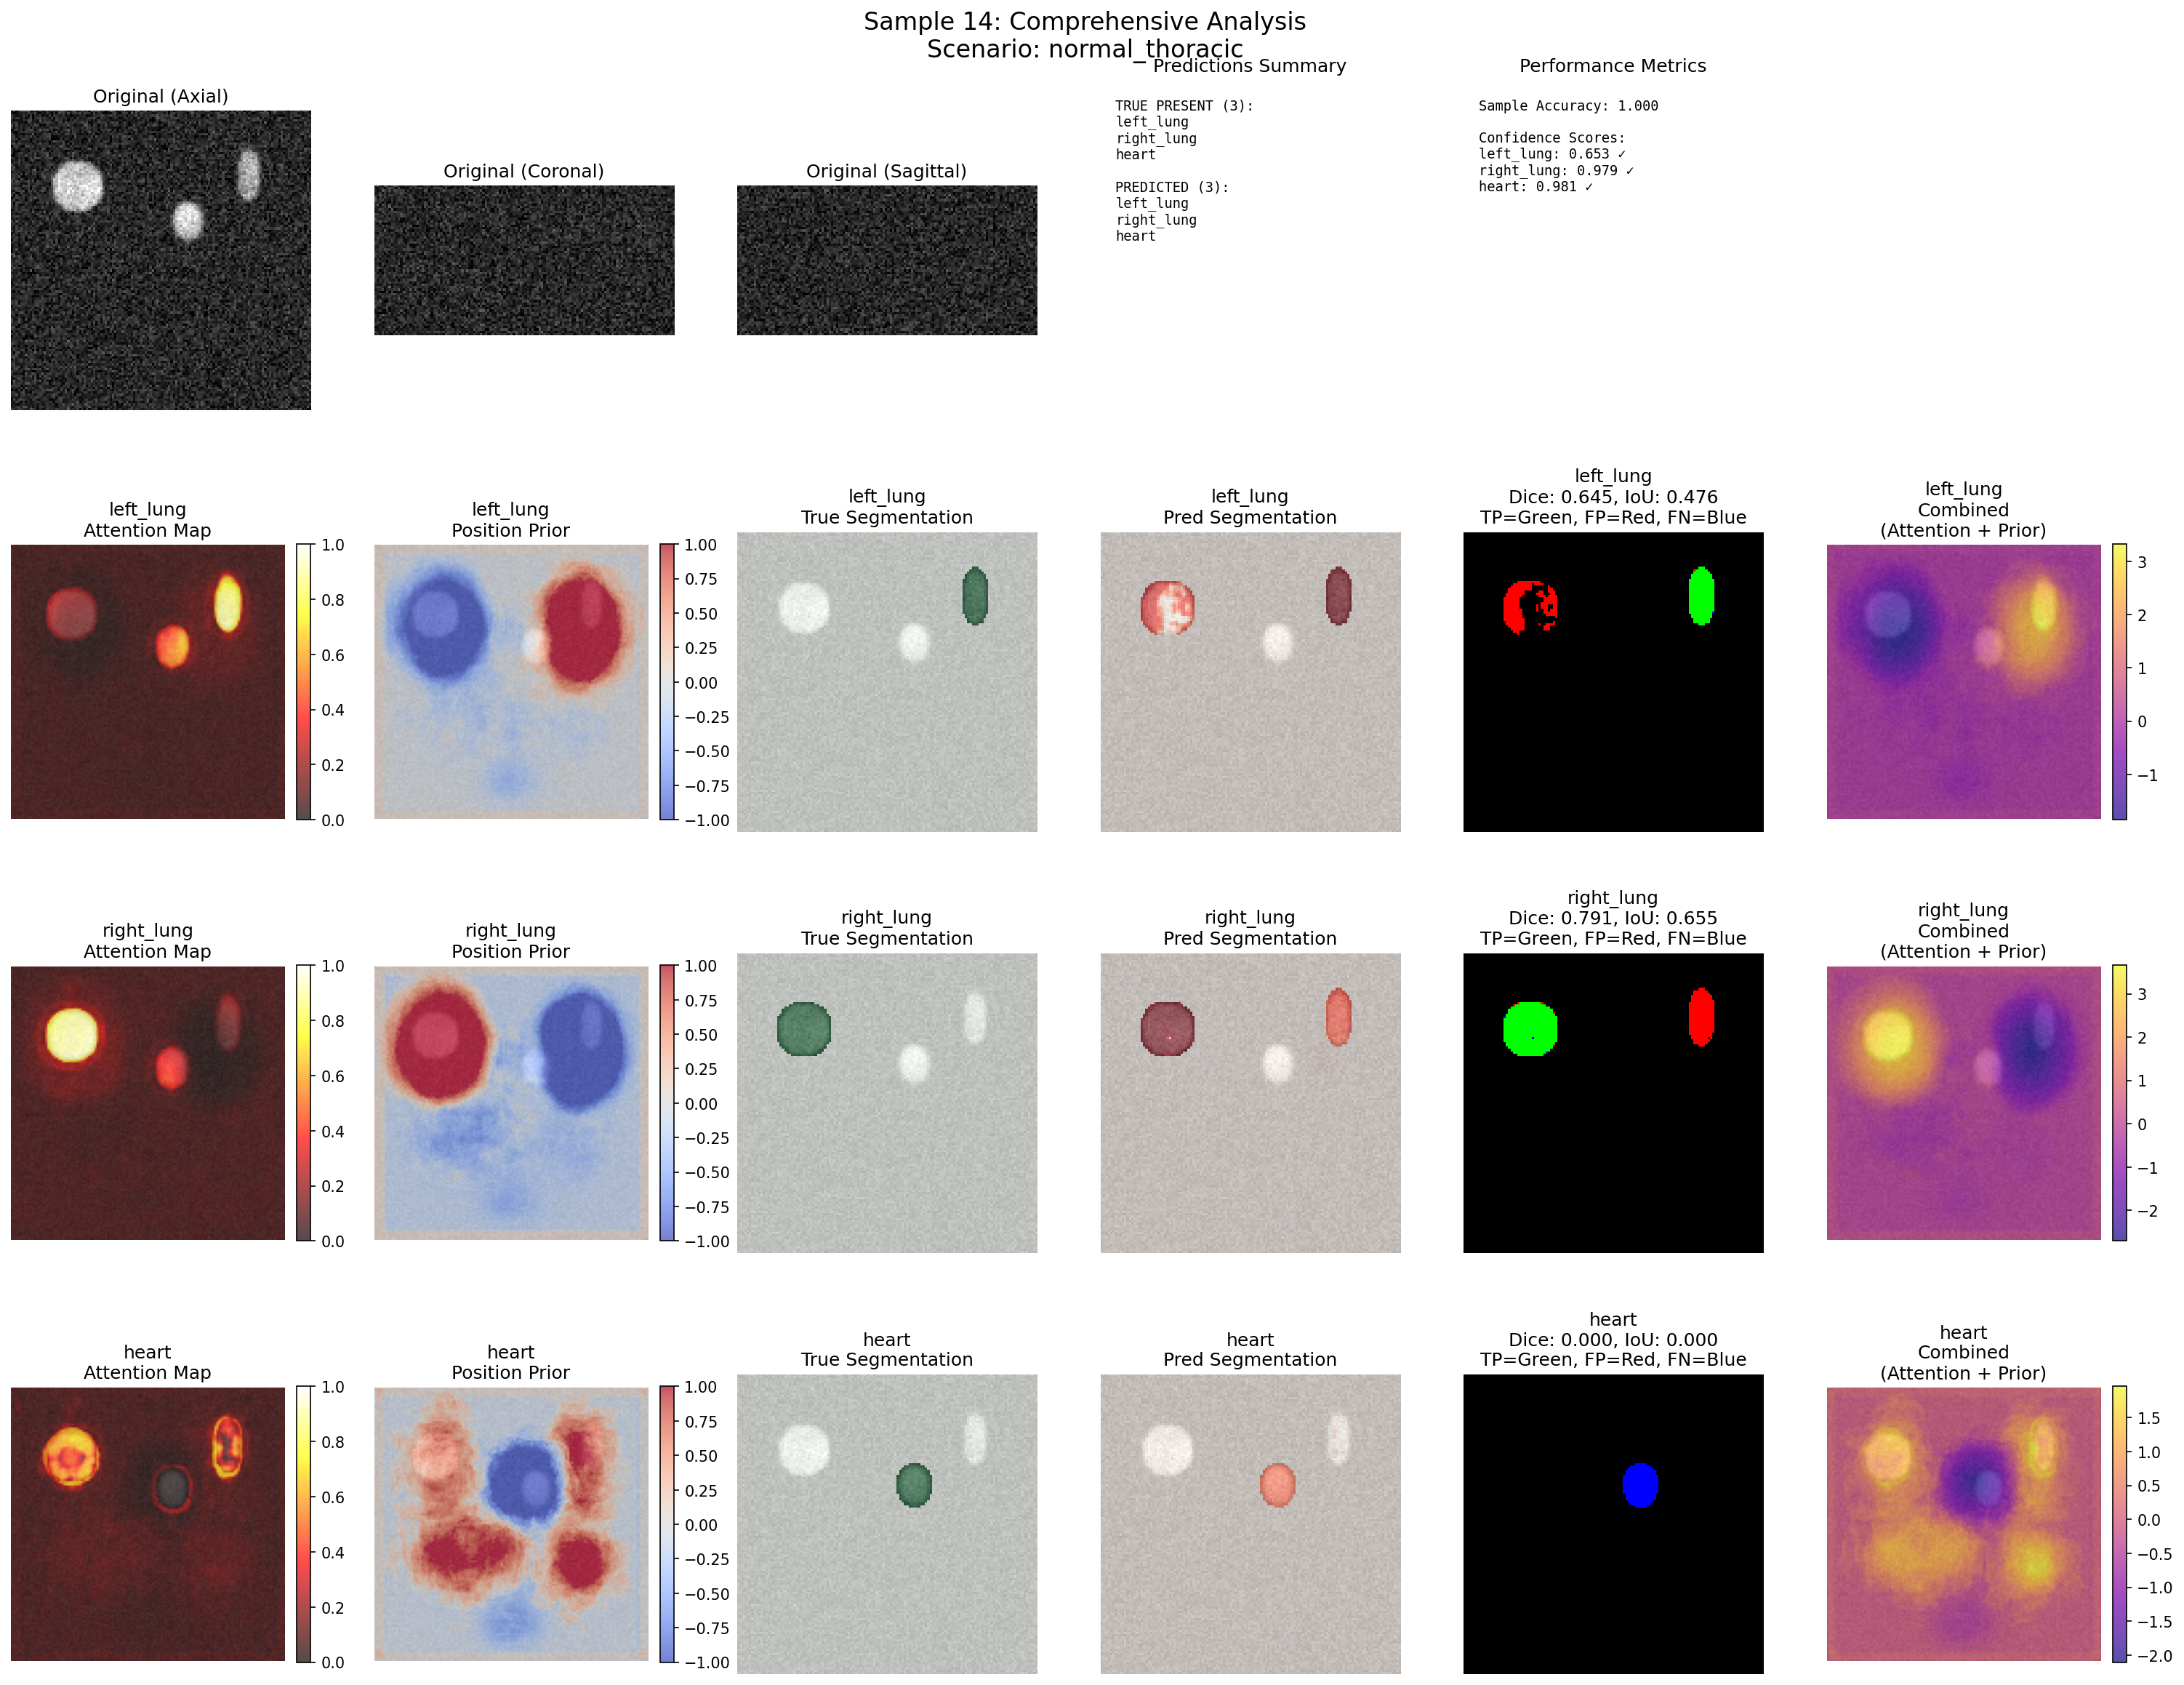 Sample 14: Comprehensive Analysis
Scenario: normal_thoracic
Original (Axial)
Original (Coronal)
Original (Sagittal)
Predictions Summary
TRUE PRESENT (3):
left_lung
right_lung
heart
PREDICTED (3):
left_lung
right_lung
heart
Performance Metrics
Sample Accuracy: 1.000
Confidence Scores:
left_lung: 0.653 ✓
right_lung: 0.979 ✓
heart: 0.981 ✓
left_lung
Attention Map
1.0
0.8
0.6
0.4
0.2
0.0
left_lung
Position Prior
1.00
0.75
0.50
0.25
0.00
−0.25
−0.50
−0.75
−1.00
left_lung
True Segmentation
left_lung
Pred Segmentation
left_lung
Dice: 0.645, IoU: 0.476
TP=Green, FP=Red, FN=Blue
left_lung
Combined
(Attention + Prior)
3
2
1
0
−1
right_lung
Attention Map
1.0
0.8
0.6
0.4
0.2
0.0
right_lung
Position Prior
1.00
0.75
0.50
0.25
0.00
−0.25
−0.50
−0.75
−1.00
right_lung
True Segmentation
right_lung
Pred Segmentation
right_lung
Dice: 0.791, IoU: 0.655
TP=Green, FP=Red, FN=Blue
right_lung
Combined
(Attention + Prior)
3
2
1
0
−1
−2
heart
Attention Map
1.0
0.8
0.6
0.4
0.2
0.0
heart
Position Prior
1.00
0.75
0.50
0.25
0.00
−0.25
−0.50
−0.75
−1.00
heart
True Segmentation
heart
Pred Segmentation
heart
Dice: 0.000, IoU: 0.000
TP=Green, FP=Red, FN=Blue
heart
Combined
(Attention + Prior)
1.5
1.0
0.5
0.0
−0.5
−1.0
−1.5
−2.0